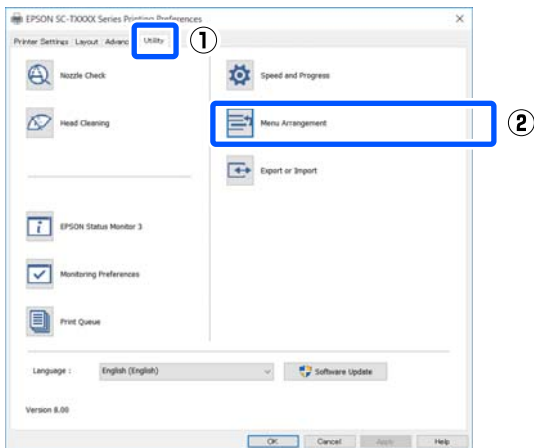 EPSON SC-TXXXX Series Printing Preferences
Printer Settings Layout Advanc Utility ①
Nozzle Check
Speed and Progress
Head Cleaning
Menu Arrangement ②
Export or Import
EPSON Status Monitor 3
Monitoring Preferences
Print Queue
Language : English (English) Software Update
Version 8.00
OK Cancel Apply Help